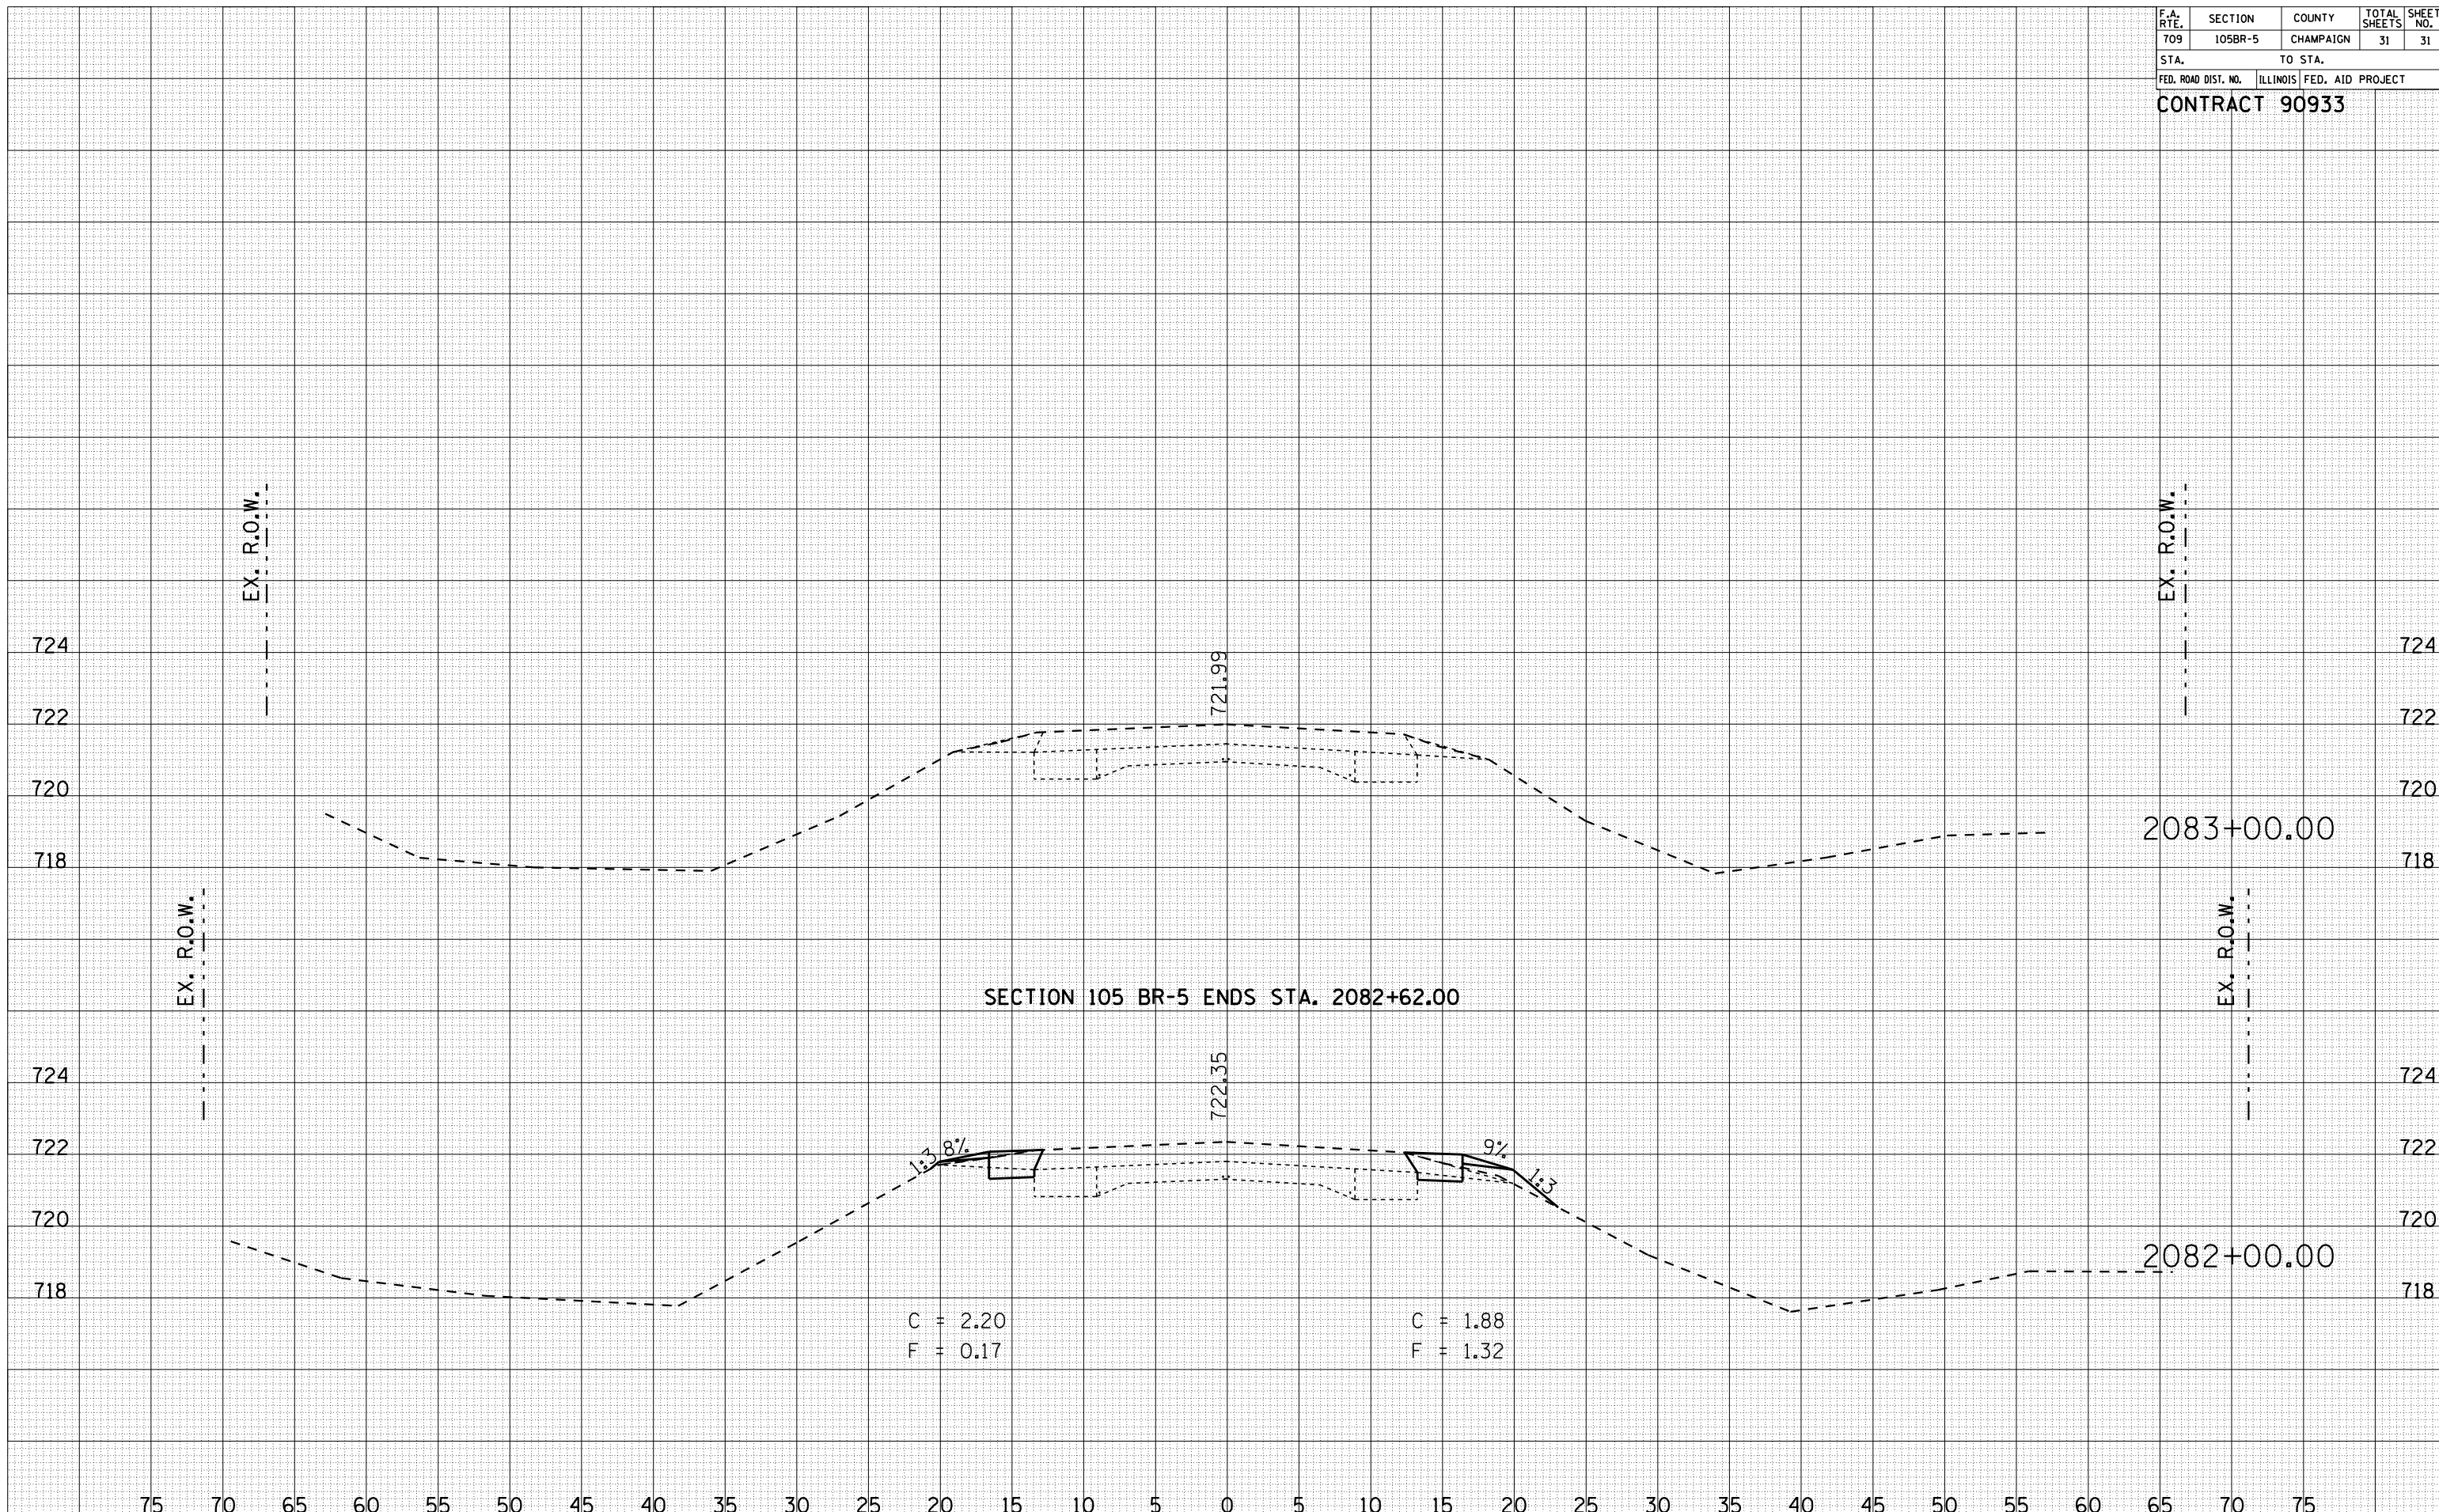 F.A. RTE. SECTION COUNTY TOTAL SHEETS SHEET NO.
709 105BR-5 CHAMPAIGN 31 31
STA. TO STA.
FED. ROAD DIST. NO. ILLINOIS FED. AID PROJECT
CONTRACT 90933
EX. R.O.W. EX. R.O.W.
724 721.99 724
722 722
720 720
2083+00.00
718 718
EX. R.O.W. EX. R.O.W.
SECTION 105 BR-5 ENDS STA. 2082+62.00
724 722.35 724
722 1:3 8% 9% 1:3 722
720 720
2082+00.00
718 718
C = 2.20 C = 1.88
F = 0.17 F = 1.32
75 70 65 60 55 50 45 40 35 30 25 20 15 10 5 0 5 10 15 20 25 30 35 40 45 50 55 60 65 70 75